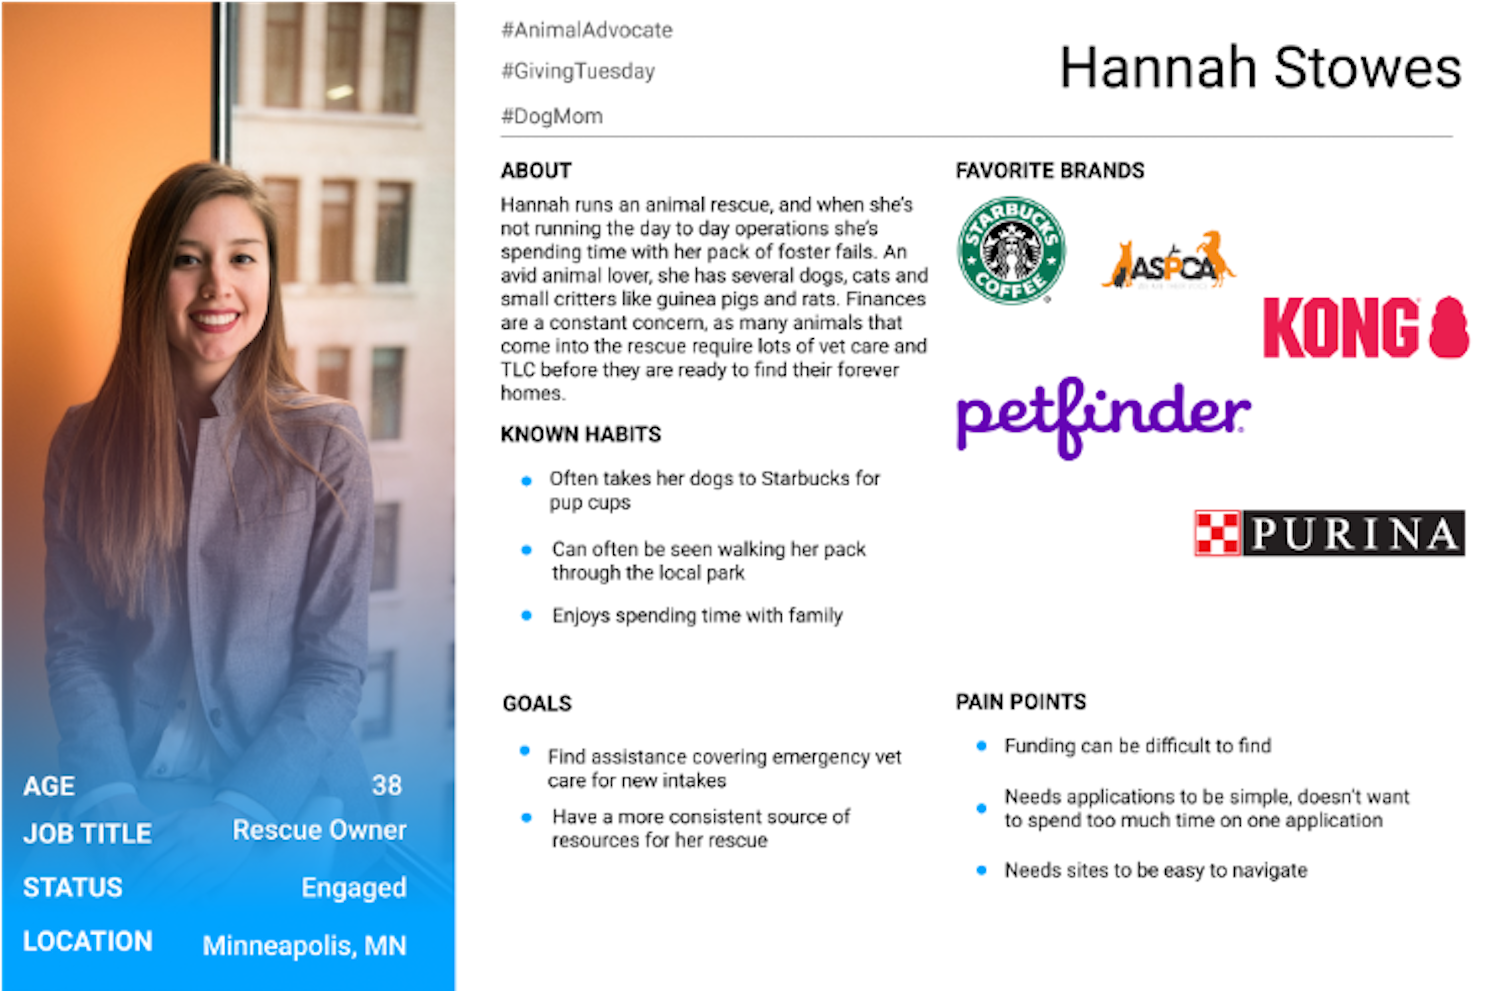 #AnimalAdvocate
#GivingTuesday
#DogMom
Hannah Stowes
ABOUT
Hannah runs an animal rescue, and when she's
not running the day to day operations she's
spending time with her pack of foster fails. An
avid animal lover, she has several dogs, cats and
small critters like guinea pigs and rats. Finances
are a constant concern, as many animals that
come into the rescue require lots of vet care and
TLC before they are ready to find their forever
homes.
KNOWN HABITS
Often takes her dogs to Starbucks for
pup cups
Can often be seen walking her pack
through the local park
Enjoys spending time with family
FAVORITE BRANDS
STARBUCKS
COFFEE
ASPCA
KONG
petfinder
PURINA
GOALS
Find assistance covering emergency vet
care for new intakes
Have a more consistent source of
resources for her rescue
PAIN POINTS
Funding can be difficult to find
Needs applications to be simple, doesn't want
to spend too much time on one application
Needs sites to be easy to navigate
AGE 38
JOB TITLE Rescue Owner
STATUS Engaged
LOCATION Minneapolis, MN